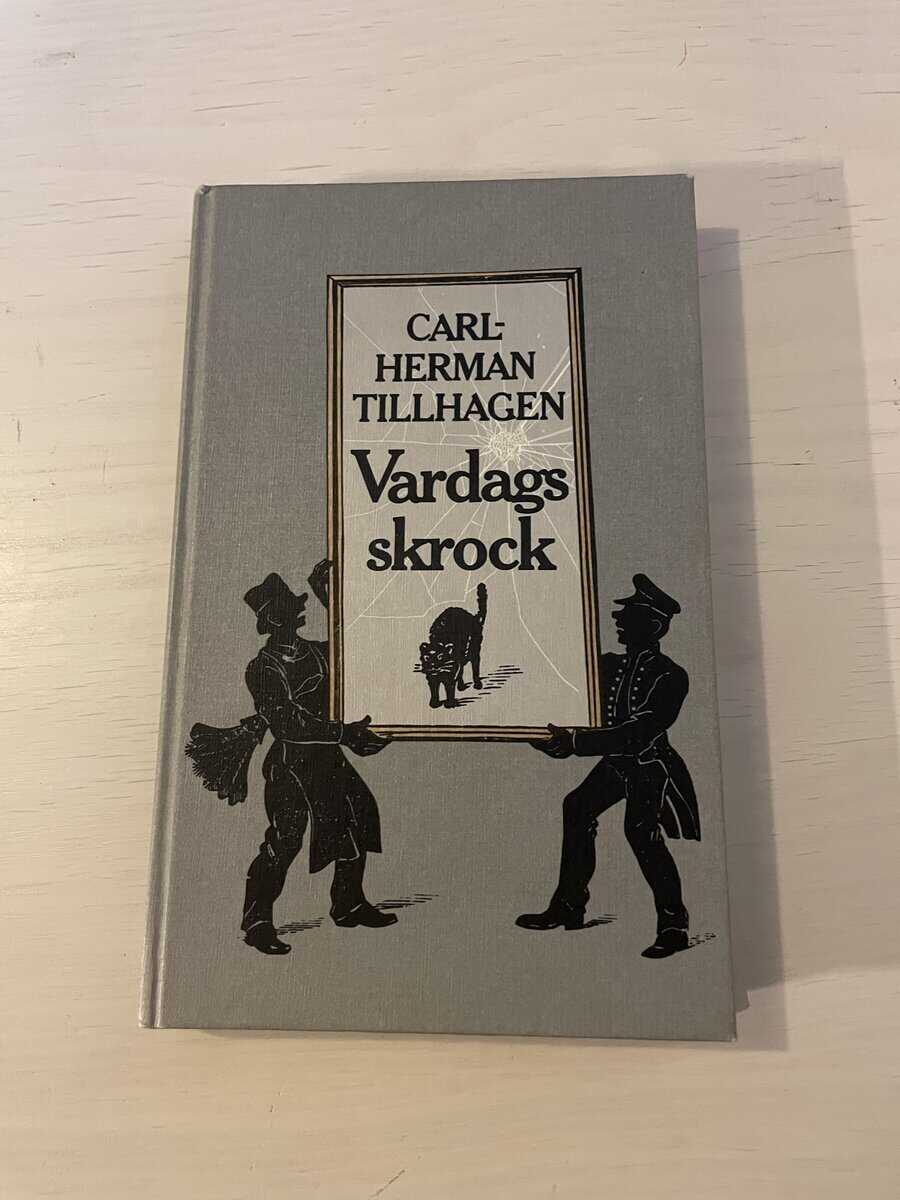 CARL-
HERMAN
TILLHAGEN
Vardags
skrock